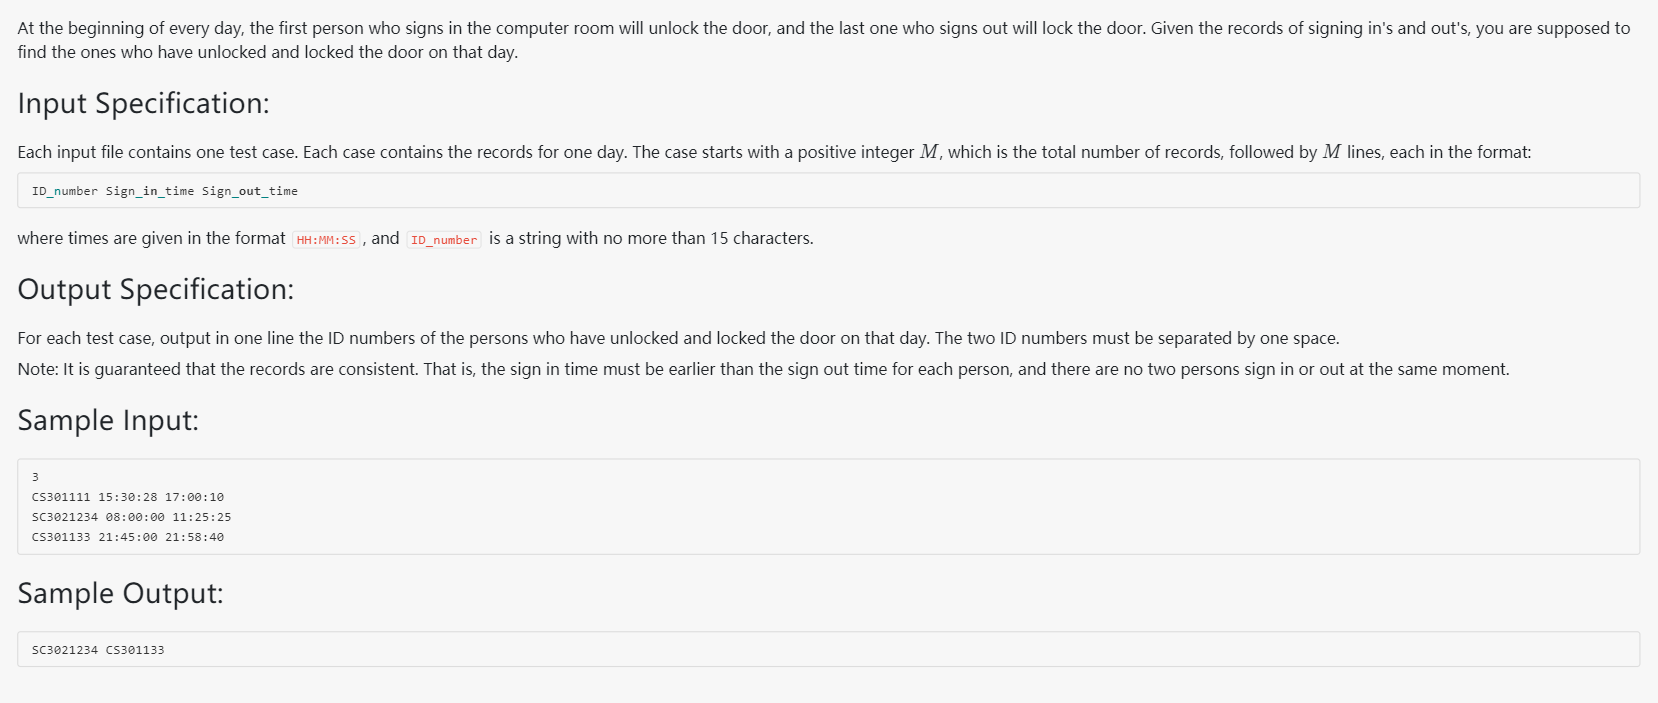 At the beginning of every day, the first person who signs in the computer room will unlock the door, and the last one who signs out will lock the door. Given the records of signing in's and out's, you are supposed to
find the ones who have unlocked and locked the door on that day.
Input Specification:
Each input file contains one test case. Each case contains the records for one day. The case starts with a positive integer M, which is the total number of records, followed by M lines, each in the format:
ID_number Sign_in_time Sign_out_time
where times are given in the format HH:MM:SS, and ID_number is a string with no more than 15 characters.
Output Specification:
For each test case, output in one line the ID numbers of the persons who have unlocked and locked the door on that day. The two ID numbers must be separated by one space.
Note: It is guaranteed that the records are consistent. That is, the sign in time must be earlier than the sign out time for each person, and there are no two persons sign in or out at the same moment.
Sample Input:
3
CS301111 15:30:28 17:00:10
SC3021234 08:00:00 11:25:25
CS301133 21:45:00 21:58:40
Sample Output:
SC3021234 CS301133